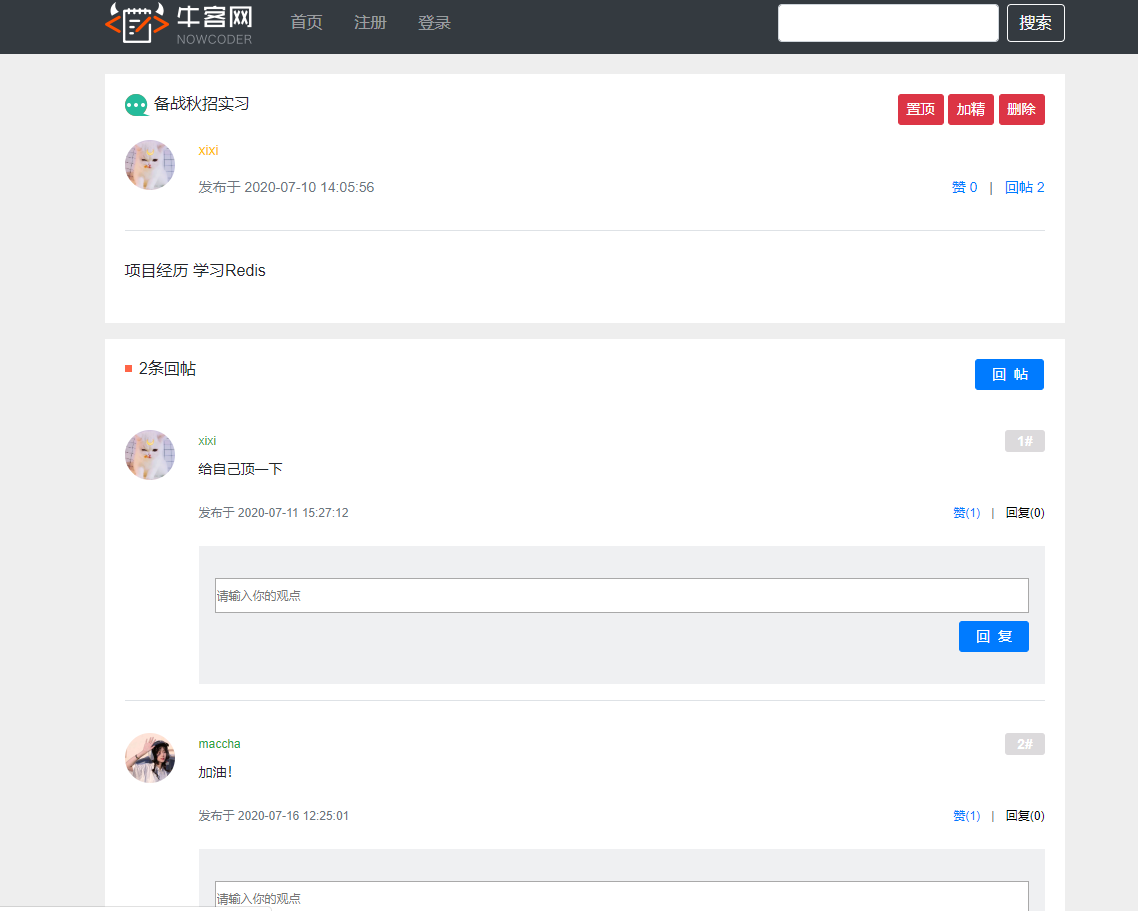 牛客网
NOWCODER
首页 注册 登录
搜索
备战秋招实习
置顶 加精 删除
xixi
发布于 2020-07-10 14:05:56
赞 0 | 回帖 2
项目经历 学习Redis
2条回帖
回 帖
xixi
1#
给自己顶一下
发布于 2020-07-11 15:27:12
赞(1) | 回复(0)
请输入你的观点
回 复
maccha
2#
加油!
发布于 2020-07-16 12:25:01
赞(1) | 回复(0)
请输入你的观点